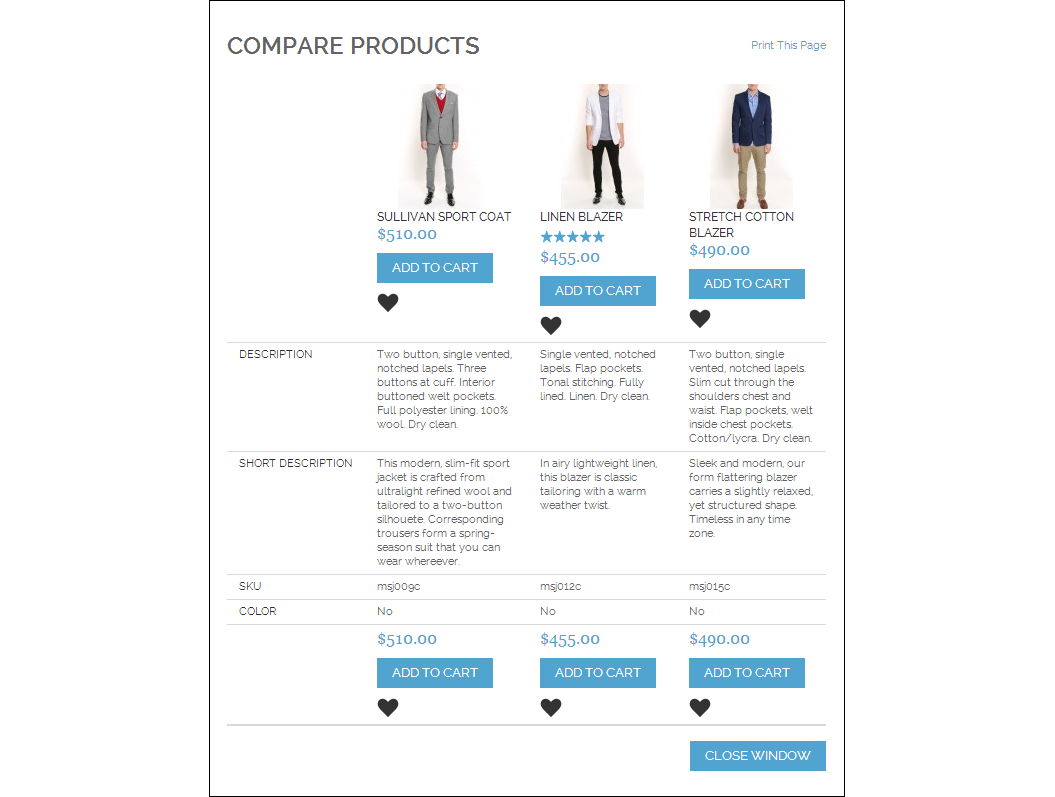 COMPARE PRODUCTS
Print This Page
SULLIVAN SPORT COAT
$510.00
ADD TO CART
LINEN BLAZER
$455.00
ADD TO CART
STRETCH COTTON
BLAZER
$490.00
ADD TO CART
DESCRIPTION
Two button, single vented,
notched lapels. Three
buttons at cuff. Interior
buttoned welt pockets.
Full polyester lining. 100%
wool. Dry clean.
Single vented, notched
lapels. Flap pockets.
Tonal stitching. Fully
lined. Linen. Dry clean.
Two button, single
vented, notched lapels.
Slim cut through the
shoulders chest and
waist. Flap pockets, welt
inside chest pockets.
Cotton/lycra. Dry clean.
SHORT DESCRIPTION
This modern, slim-fit sport
jacket is crafted from
ultralight refined wool and
tailored to a two-button
silhouete. Corresponding
trousers form a spring-
season suit that you can
wear whereever.
In airy lightweight linen,
this blazer is classic
tailoring with a warm
weather twist.
Sleek and modern, our
form flattering blazer
carries a slightly relaxed,
yet structured shape.
Timeless in any time
zone.
SKU
msj009c
msj012c
msj015c
COLOR
No
No
No
$510.00
ADD TO CART
$455.00
ADD TO CART
$490.00
ADD TO CART
CLOSE WINDOW